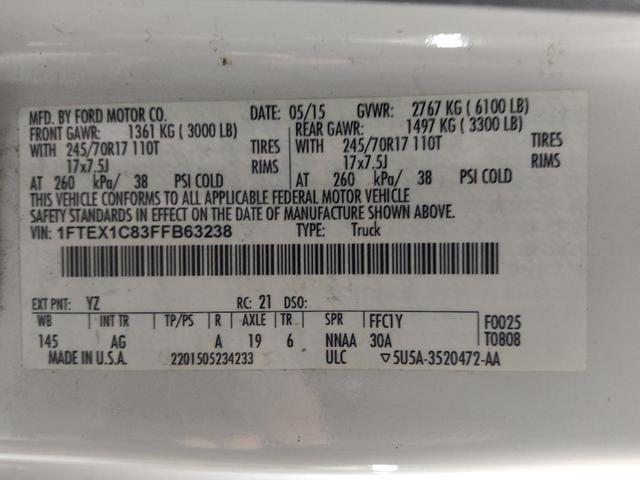 MFD. BY FORD MOTOR CO. DATE: 05/15 GVWR: 2767 KG ( 6100 LB)
FRONT GAWR: 1361 KG ( 3000 LB) REAR GAWR: 1497 KG ( 3300 LB)
WITH 245/70R17 110T TIRES WITH 245/70R17 110T TIRES
17x7.5J RIMS 17x7.5J RIMS
AT 260 kPa/ 38 PSI COLD AT 260 kPa/ 38 PSI COLD
THIS VEHICLE CONFORMS TO ALL APPLICABLE FEDERAL MOTOR VEHICLE
SAFETY STANDARDS IN EFFECT ON THE DATE OF MANUFACTURE SHOWN ABOVE.
VIN: 1FTEX1C83FFB63238 TYPE: Truck
EXT PNT: YZ RC: 21 DSO:
WB INT TR TP/PS R AXLE TR SPR FFC1Y F0025
145 AG A 19 6 NNAA 30A T0808
MADE IN U.S.A. 2201505234233 ULC 5U5A-3520472-AA